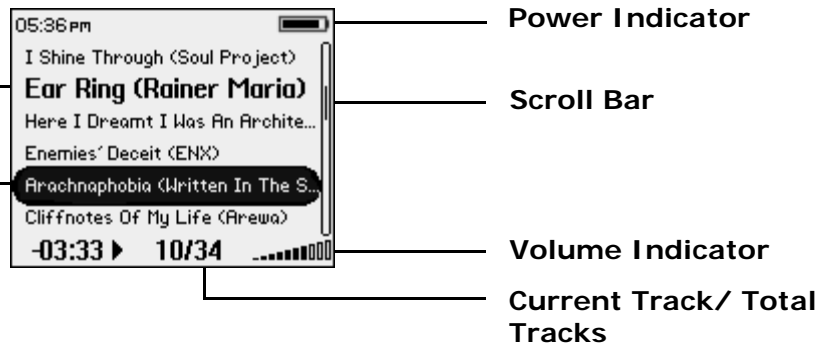 05:36PM
Power Indicator
I Shine Through (Soul Project)
Ear Ring (Rainer Maria)
Scroll Bar
Here I Dreamt I Was An Archite...
Enemies' Deceit (ENX)
Arachnaphobia (Written In The S...
Cliffnotes Of My Life (Arewa)
-03:33 10/34
Volume Indicator
Current Track/ Total
Tracks